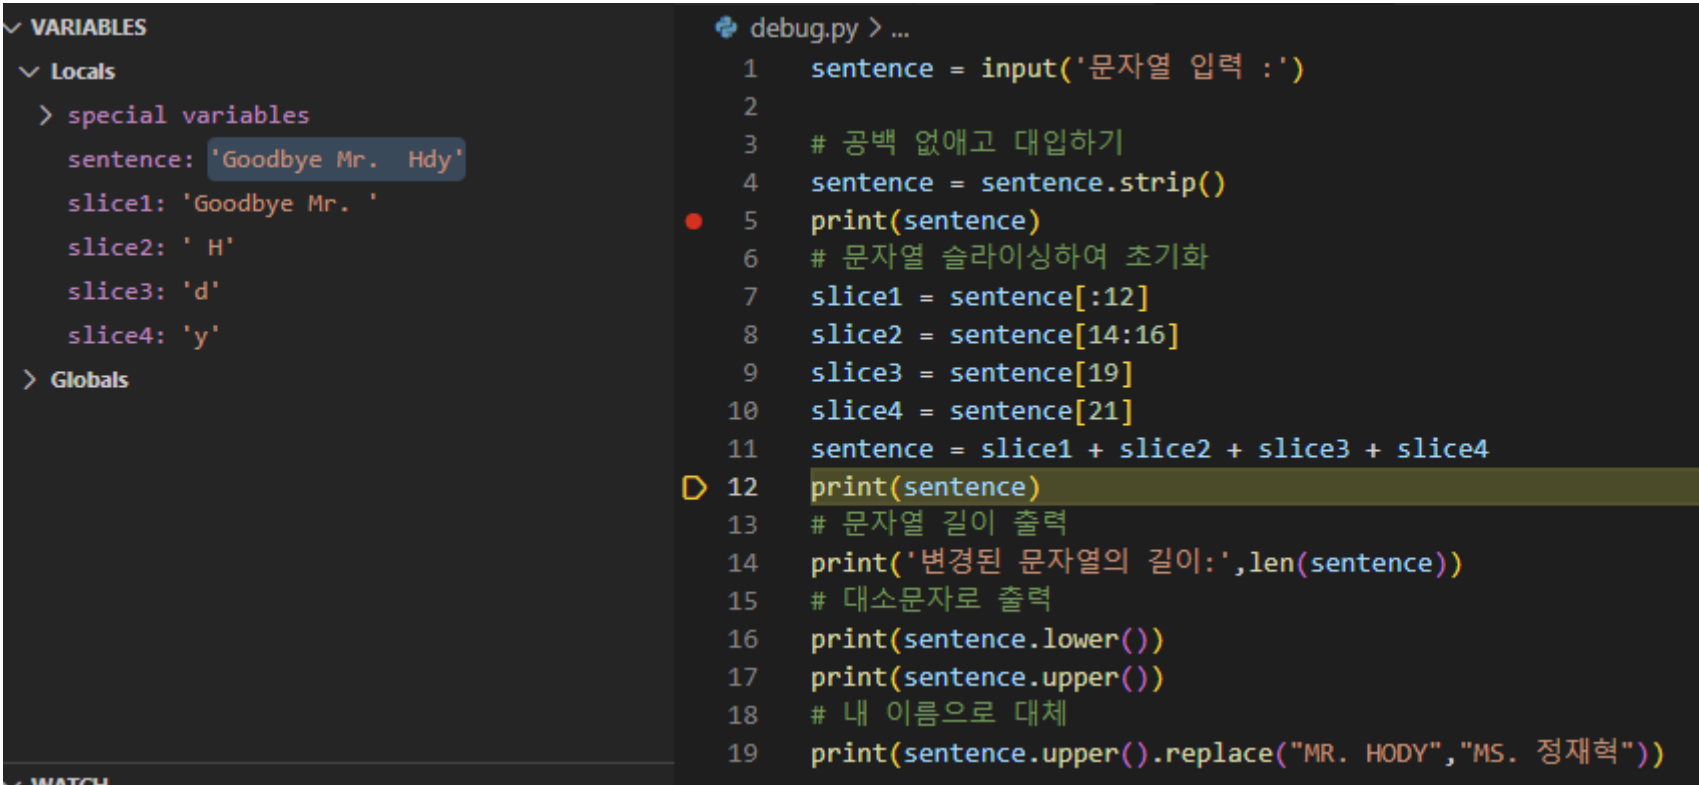 VARIABLES
Locals
special variables
sentence: 'Goodbye Mr.  Hdy'
slice1: 'Goodbye Mr. '
slice2: ' H'
slice3: 'd'
slice4: 'y'
Globals
WATCH
debug.py > ...
1 sentence = input('문자열 입력 :')
2
3 # 공백 없애고 대입하기
4 sentence = sentence.strip()
5 print(sentence)
6 # 문자열 슬라이싱하여 초기화
7 slice1 = sentence[:12]
8 slice2 = sentence[14:16]
9 slice3 = sentence[19]
10 slice4 = sentence[21]
11 sentence = slice1 + slice2 + slice3 + slice4
12 print(sentence)
13 # 문자열 길이 출력
14 print('변경된 문자열의 길이:',len(sentence))
15 # 대소문자로 출력
16 print(sentence.lower())
17 print(sentence.upper())
18 # 내 이름으로 대체
19 print(sentence.upper().replace("MR. HODY","MS. 정재혁"))